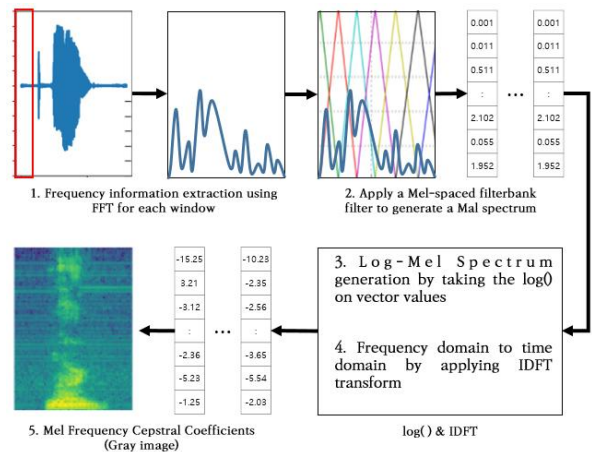 0.001
0.011
0.511
:
2.102
0.055
1.952
...
0.001
0.011
0.511
:
2.102
0.055
1.952
1. Frequency information extraction using
FFT for each window
2. Apply a Mel-spaced filterbank
filter to generate a Mal spectrum
3. Log-Mel Spectrum
generation by taking the log()
on vector values
4. Frequency domain to time
domain by applying IDFT
transform
log() & IDFT
-15.25
3.21
-3.12
:
-2.36
-5.23
-1.25
...
-10.23
-2.35
-2.56
:
-3.65
-5.54
-2.03
5. Mel Frequency Cepstral Coefficients
(Gray image)